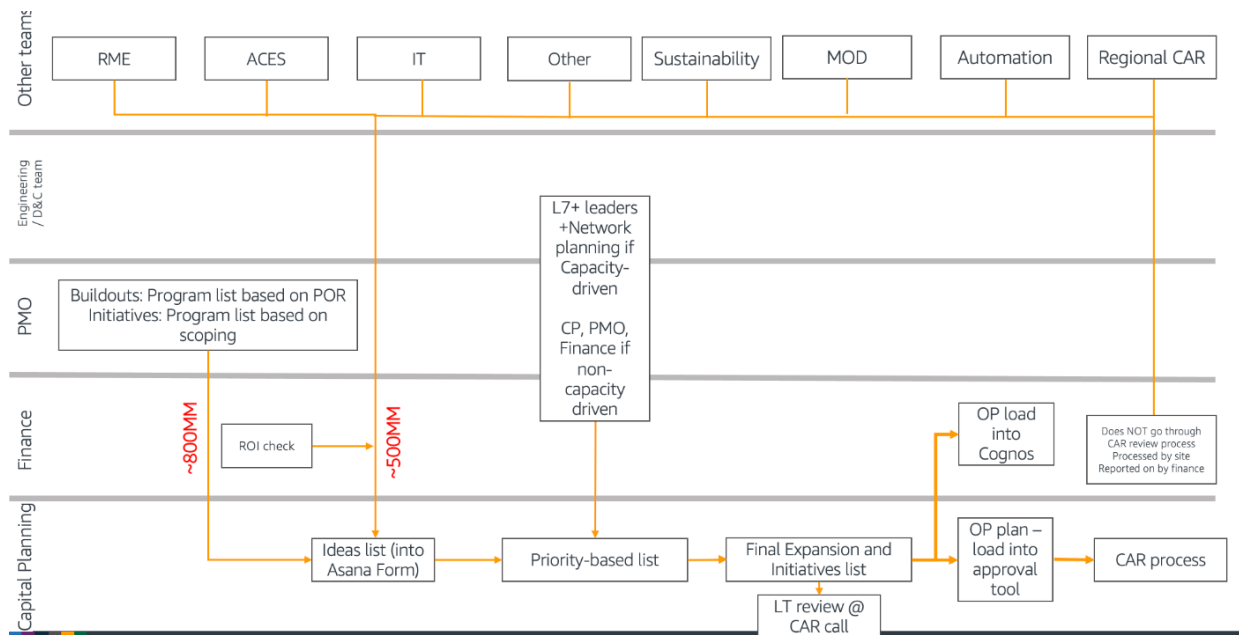 Other teams
RME
ACES
IT
Other
Sustainability
MOD
Automation
Regional CAR
Engineering
/ D&C team
L7+ leaders
+Network
planning if
Capacity-
driven
CP, PMO,
Finance if
non-
capacity
driven
PMO
Buildouts: Program list based on POR
Initiatives: Program list based on
scoping
Finance
~800MM
ROI check
~500MM
OP load
into
Cognos
Does NOT go through
CAR review process
Processed by site
Reported on by finance
Capital Planning
Ideas list (into
Asana Form)
Priority-based list
Final Expansion and
Initiatives list
LT review @
CAR call
OP plan –
load into
approval
tool
CAR process